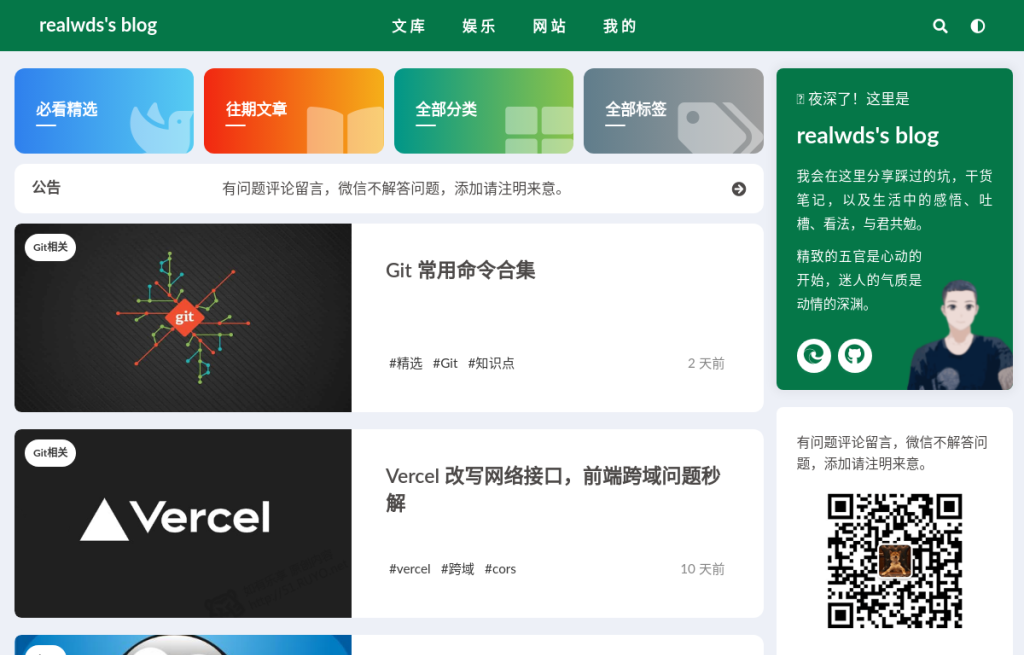 realwds's blog
文库 娱乐 网站 我的
必看精选
往期文章
全部分类
全部标签
公告
有问题评论留言，微信不解答问题，添加请注明来意。
Git相关
git
Git 常用命令合集
#精选 #Git #知识点
2 天前
Git相关
Vercel
Vercel 改写网络接口，前端跨域问题秒
解
#vercel #跨域 #cors
10 天前
夜深了！这里是
realwds's blog
我会在这里分享踩过的坑，干货
笔记，以及生活中的感悟、吐
槽、看法，与君共勉。
精致的五官是心动的
开始，迷人的气质是
动情的深渊。
有问题评论留言，微信不解答问
题，添加请注明来意。